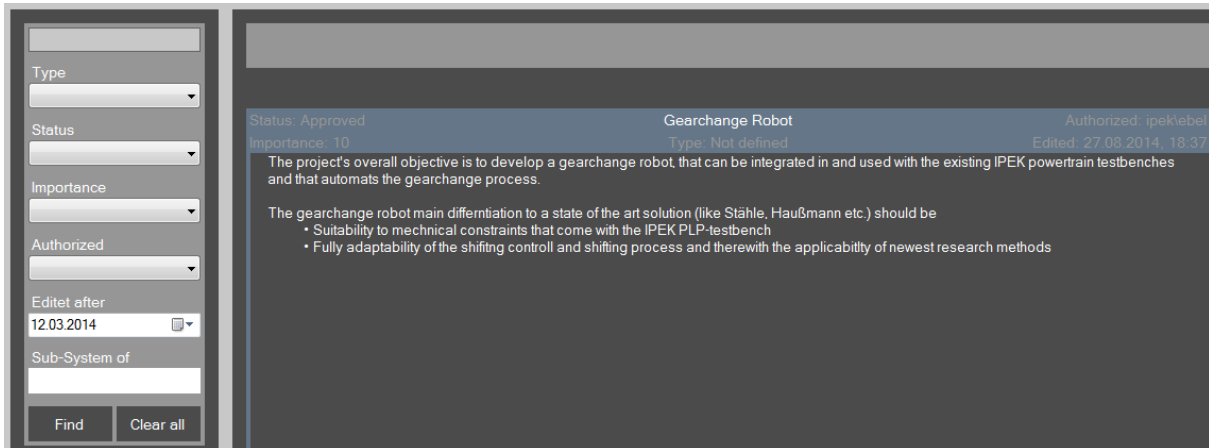 Type
Status
Importance
Authorized
Editet after
12.03.2014
Sub-System of
Find
Clear all
Status: Approved
Gearchange Robot
Authorized: ipek\ebel
Importance: 10
Type: Not defined
Edited: 27.08.2014, 18:37
The project's overall objective is to develop a gearchange robot, that can be integrated in and used with the existing IPEK powertrain testbenches
and that automats the gearchange process.
The gearchange robot main differntiation to a state of the art solution (like Stähle, Haußmann etc.) should be
• Suitability to mechnical constraints that come with the IPEK PLP-testbench
• Fully adaptability of the shifitng controll and shifting process and therewith the applicabitlty of newest research methods